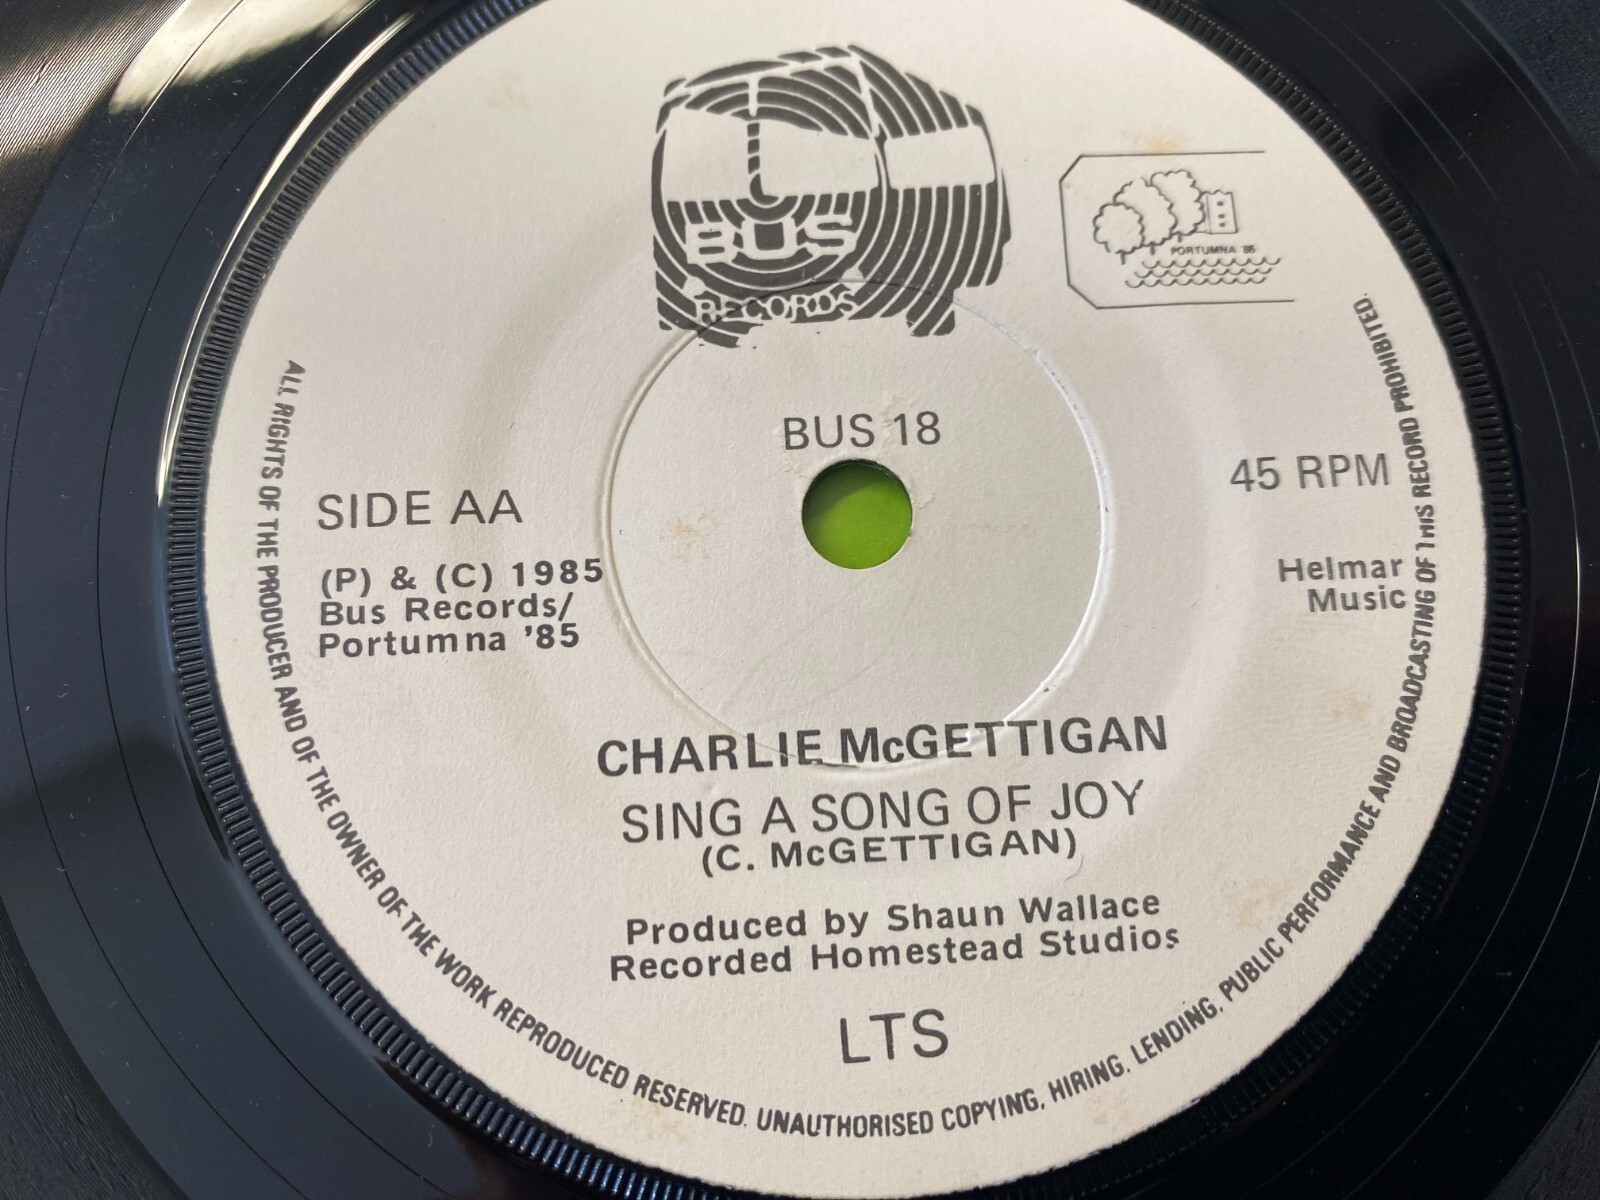 BUS
RECORDS
PORTUMNA '85
BUS 18
SIDE AA
45 RPM
(P) & (C) 1985
Bus Records/
Portumna '85
Helmar
Music
CHARLIE McGETTIGAN
SING A SONG OF JOY
(C. McGETTIGAN)
Produced by Shaun Wallace
Recorded Homestead Studios
LTS
ALL RIGHTS OF THE PRODUCER AND OF THE OWNER OF THE WORK REPRODUCED RESERVED. UNAUTHORISED COPYING, HIRING, LENDING, PUBLIC PERFORMANCE AND BROADCASTING OF THIS RECORD PROHIBITED.